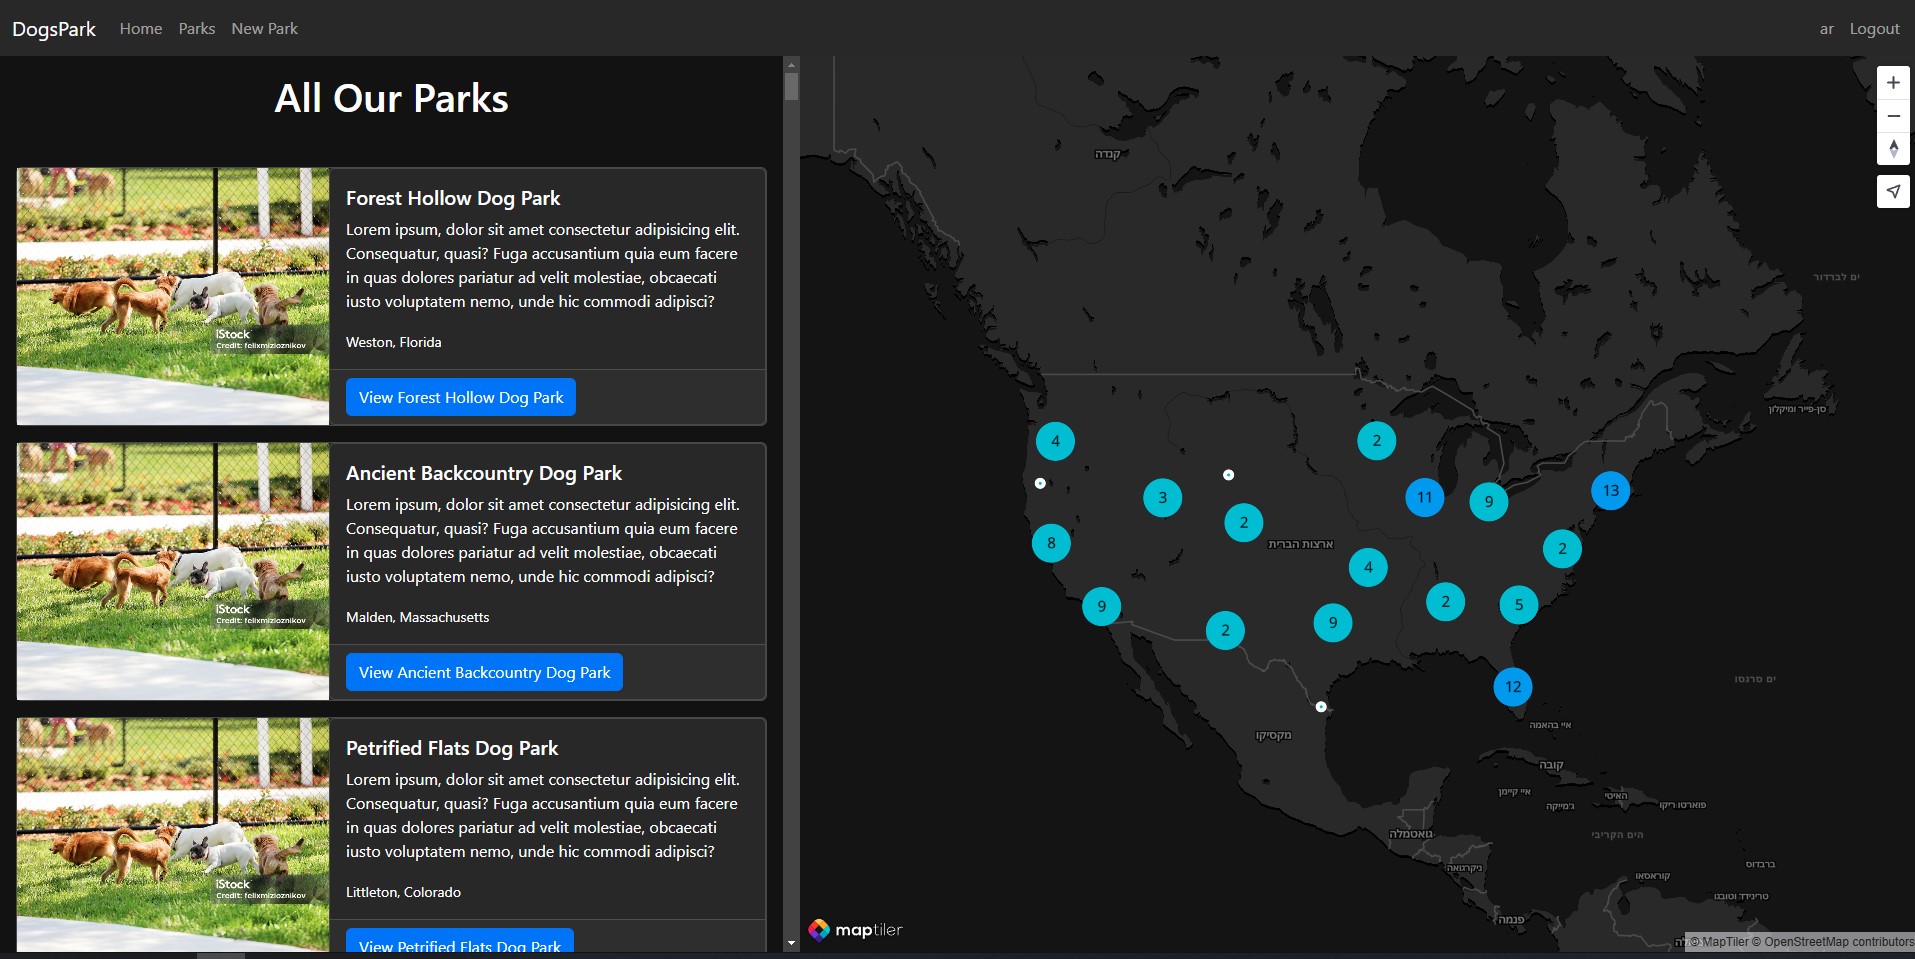 DogsPark
Home
Parks
New Park
ar
Logout
All Our Parks
iStock
Credit: felixmizioznikov
Forest Hollow Dog Park
Lorem ipsum, dolor sit amet consectetur adipisicing elit.
Consequatur, quasi? Fuga accusantium quia eum facere
in quas dolores pariatur ad velit molestiae, obcaecati
iusto voluptatem nemo, unde hic commodi adipisci?
Weston, Florida
View Forest Hollow Dog Park
iStock
Credit: felixmizioznikov
Ancient Backcountry Dog Park
Lorem ipsum, dolor sit amet consectetur adipisicing elit.
Consequatur, quasi? Fuga accusantium quia eum facere
in quas dolores pariatur ad velit molestiae, obcaecati
iusto voluptatem nemo, unde hic commodi adipisci?
Malden, Massachusetts
View Ancient Backcountry Dog Park
iStock
Credit: felixmizioznikov
Petrified Flats Dog Park
Lorem ipsum, dolor sit amet consectetur adipisicing elit.
Consequatur, quasi? Fuga accusantium quia eum facere
in quas dolores pariatur ad velit molestiae, obcaecati
iusto voluptatem nemo, unde hic commodi adipisci?
Littleton, Colorado
View Petrified Flats Dog Park
קנדה
ים לברדור
סן-פייר ומיקלון
4
2
3
11
9
13
2
8
ארצות הברית
2
4
9
2
5
2
9
12
ים סרגסו
איי בהאמה
מקסיקו
קובה
איי קיימן
האיטי
ג'מייקה
פוארטו ריקו
גואטמלה
הים הקריבי
ניקרגואה
ברבדוס
קוראסאו
טרינידד וטובגו
פנמה
maptiler
© MapTiler © OpenStreetMap contributors